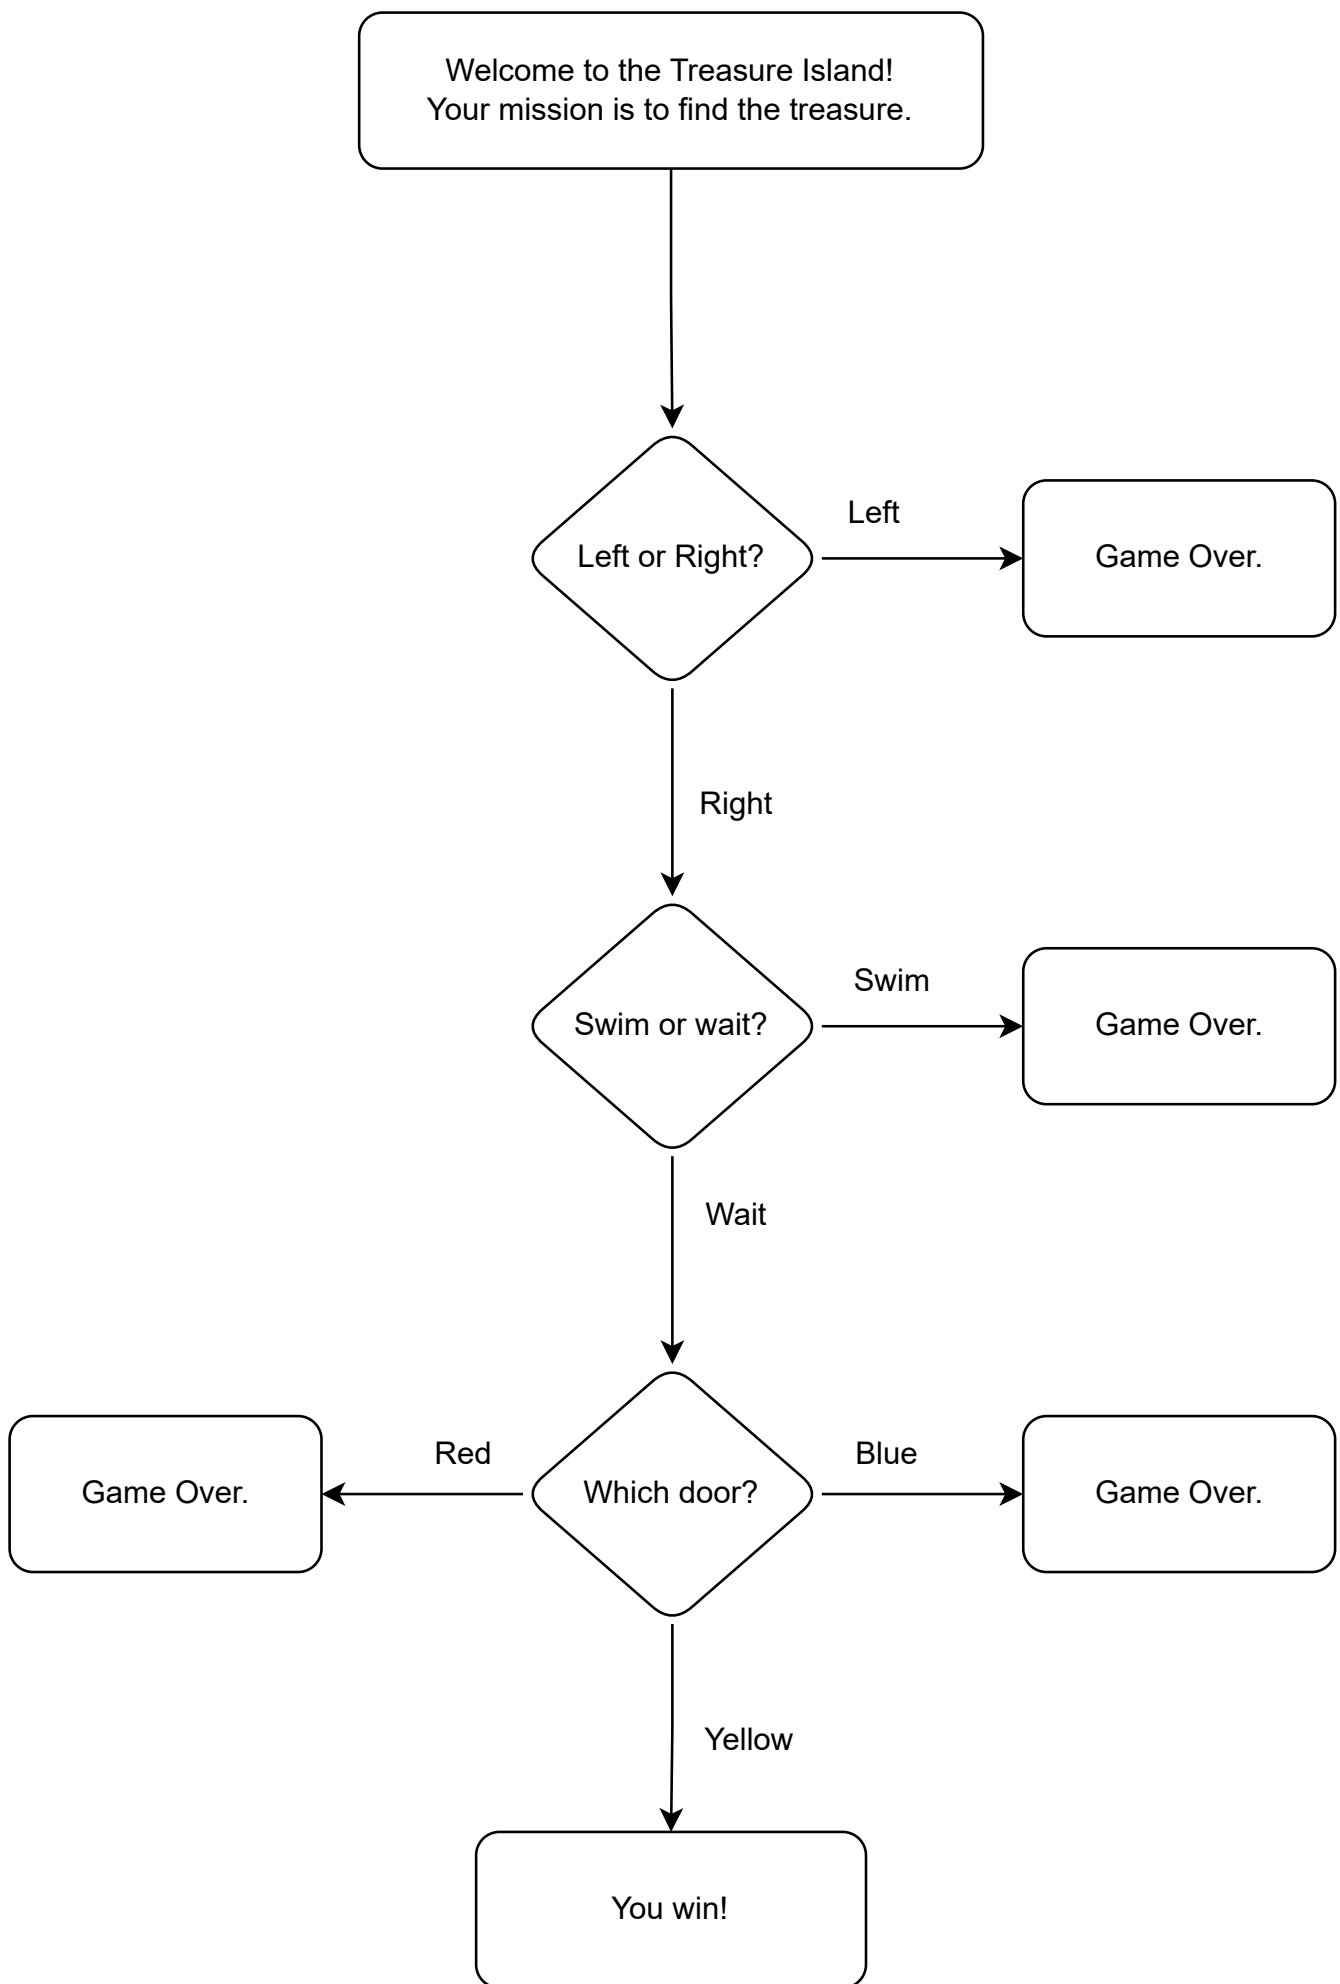 Welcome to the Treasure Island!
Your mission is to find the treasure.
Left or Right?
Left
Game Over.
Right
Swim or wait?
Swim
Game Over.
Wait
Game Over.
Red
Which door?
Blue
Game Over.
Yellow
You win!